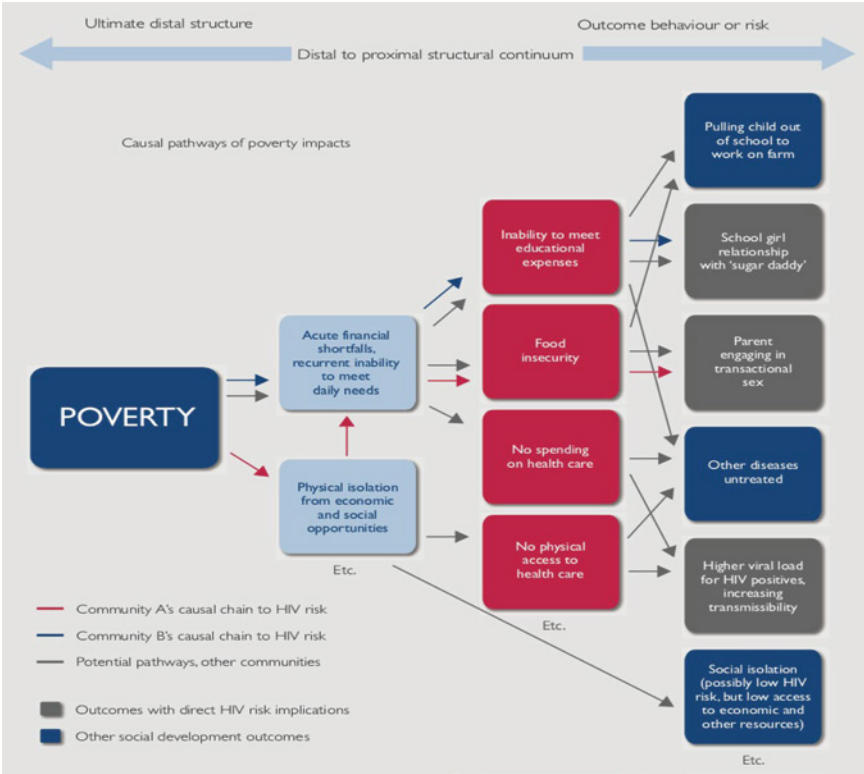 Ultimate distal structure
Outcome behaviour or risk
Distal to proximal structural continuum
Causal pathways of poverty impacts
POVERTY
Acute financial
shortfalls,
recurrent inability
to meet
daily needs
Physical isolation
from economic
and social
opportunities
Etc.
Inability to meet
educational
expenses
Food
insecurity
No spending
on health care
No physical
access to
health care
Etc.
Pulling child out
of school to
work on farm
School girl
relationship
with ‘sugar daddy’
Parent
engaging in
transactional
sex
Other diseases
untreated
Higher viral load
for HIV positives,
increasing
transmissibility
Social isolation
(possibly low HIV
risk, but low access
to economic and
other resources)
Etc.
Community A's causal chain to HIV risk
Community B's causal chain to HIV risk
Potential pathways, other communities
Outcomes with direct HIV risk implications
Other social development outcomes